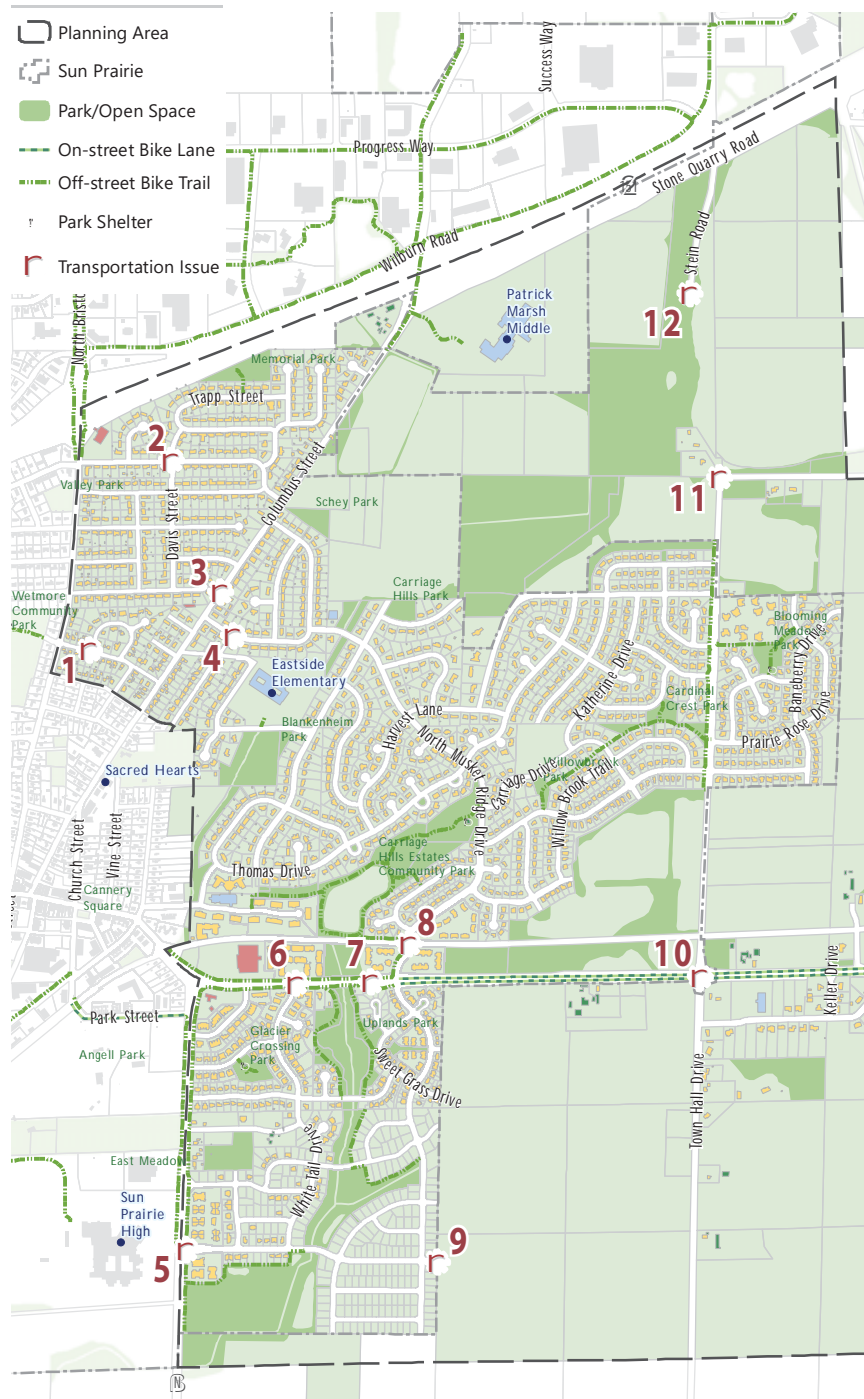 Planning Area
Sun Prairie
Park/Open Space
On-street Bike Lane
Off-street Bike Trail
Park Shelter
Transportation Issue
Success Way
Progress Way
151
Stone Quarry Road
Wilburn Road
Stein Road
12
Patrick
Marsh
Middle
North Bristo
Memorial Park
Trapp Street
2
Columbus Street
Valley Park
11
Schey Park
Davis Street
3
Carriage
Hills Park
Wetmore
Community
Park
Blooming
Meadow
Park
Baneberry Drive
1
4
Eastside
Elementary
Katherine Drive
Cardinal
Crest Park
Harvest Lane
Blankenheim
Park
North Musket
Ridge Drive
Prairie Rose Drive
Carriage Drive
Willowbrook
Park
Willow Brook Trail
Sacred Hearts
Church Street
Vine Street
Carriage
Hills Estates
Community Park
Thomas Drive
Cannery
Square
8
6
7
10
Keller Drive
Park Street
Glacier
Crossing
Park
Uplands Park
Angell Park
Sweet Grass Drive
Town Hall Drive
East Meadow
White Tail Drive
Sun
Prairie
High
5
9
N